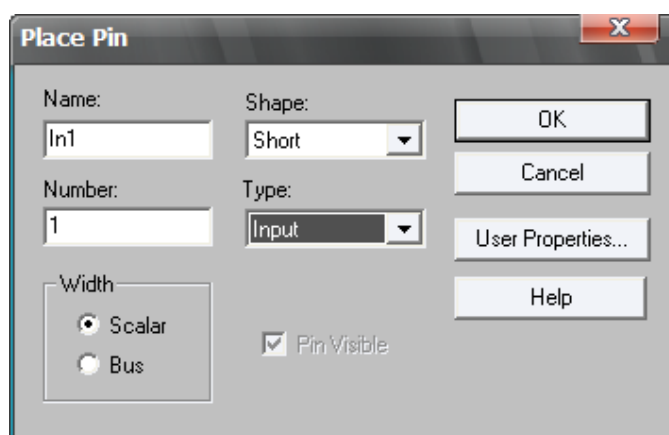 Place Pin
X
Name:
In1
Shape:
Short
OK
Cancel
Number:
1
Type:
Input
User Properties...
Help
Width
Scalar
Bus
Pin Visible